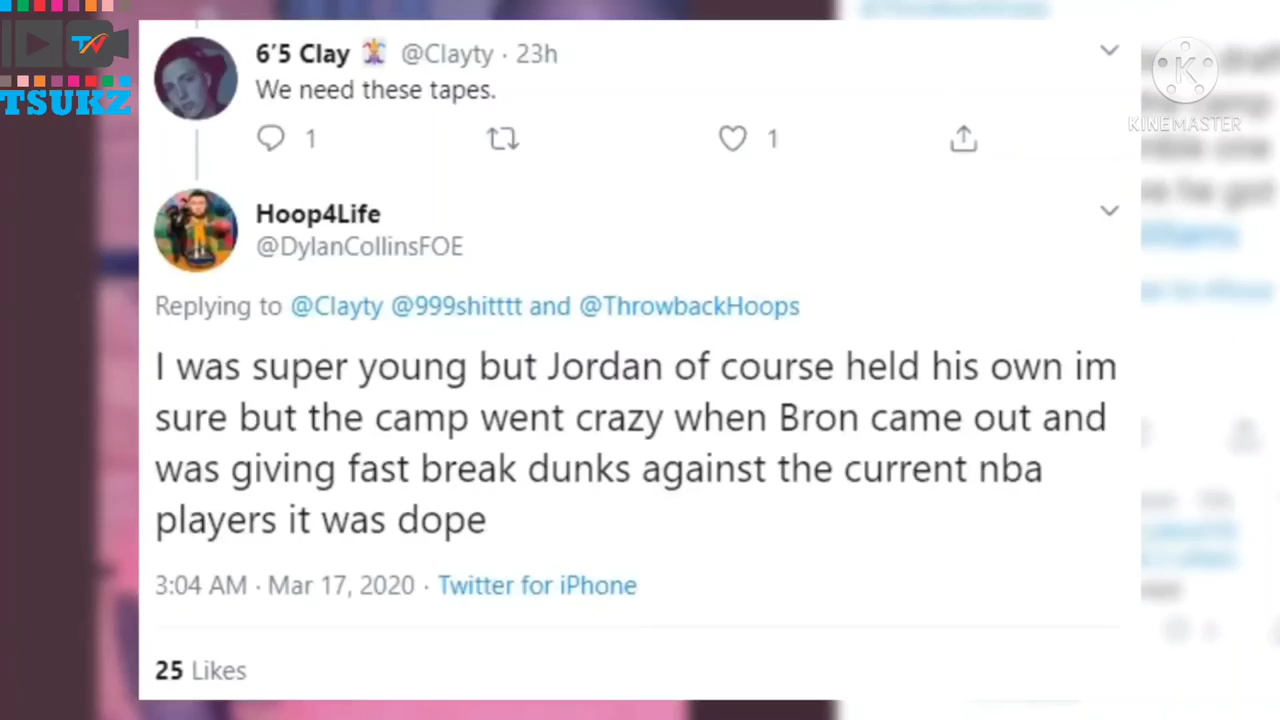 TV
TSUKZ
K
KINEMASTER
6'5 Clay @Clayty · 23h
We need these tapes.
1
1
Hoop4Life
@DylanCollinsFOE
Replying to @Clayty @999shitttt and @ThrowbackHoops
I was super young but Jordan of course held his own im
sure but the camp went crazy when Bron came out and
was giving fast break dunks against the current nba
players it was dope
3:04 AM · Mar 17, 2020 · Twitter for iPhone
25 Likes